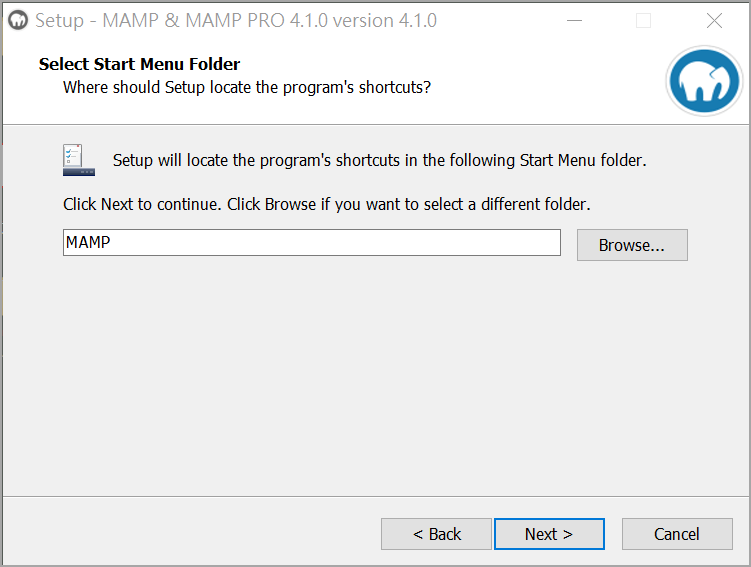 Setup - MAMP & MAMP PRO 4.1.0 version 4.1.0
Select Start Menu Folder
Where should Setup locate the program's shortcuts?
Setup will locate the program's shortcuts in the following Start Menu folder.
Click Next to continue. Click Browse if you want to select a different folder.
MAMP
Browse...
< Back
Next >
Cancel